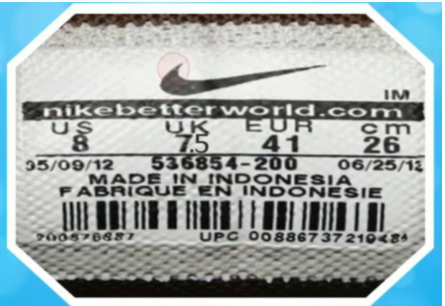 IM
nikebetterworld.com
US UK EUR cm
8 7.5 41 26
05/09/12 536854-200 06/25/12
MADE IN INDONESIA
FABRIQUE EN INDONESIE
UPC